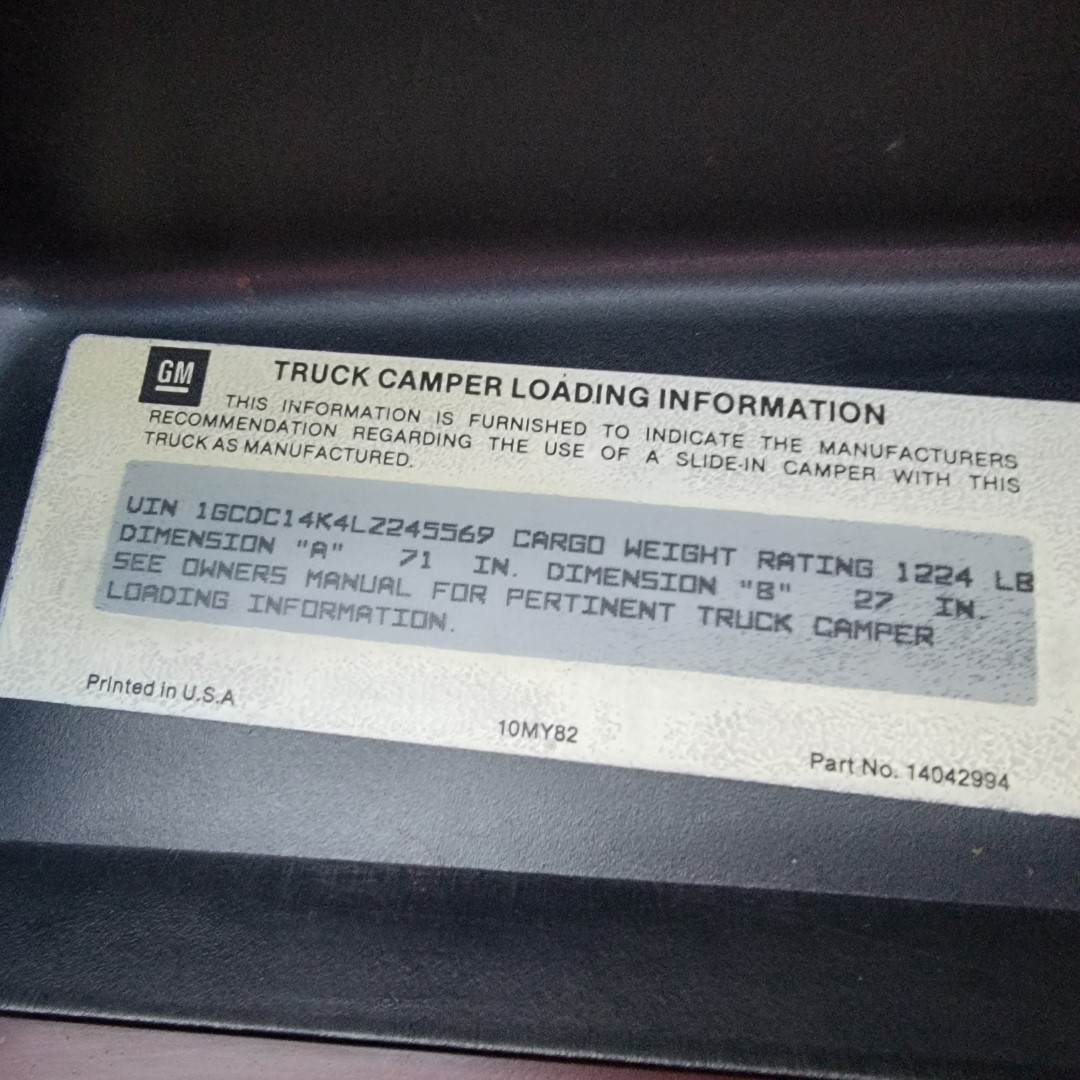 GM
TRUCK CAMPER LOADING INFORMATION
THIS INFORMATION IS FURNISHED TO INDICATE THE MANUFACTURERS
RECOMMENDATION REGARDING THE USE OF A SLIDE-IN CAMPER WITH THIS
TRUCK AS MANUFACTURED.
VIN 1GCDC14K4LZ245569 CARGO WEIGHT RATING 1224 LB
DIMENSION "A" 71 IN. DIMENSION "B" 27 IN.
SEE OWNERS MANUAL FOR PERTINENT TRUCK CAMPER
LOADING INFORMATION.
Printed in U.S.A
10MY82
Part No. 14042994